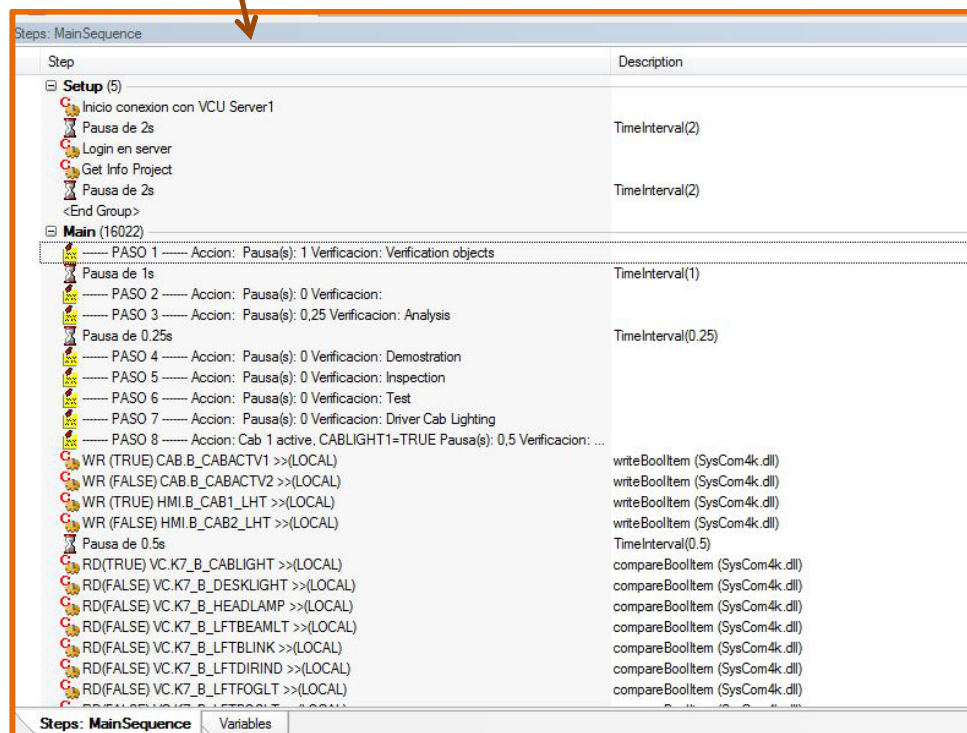 Steps: MainSequence
Step Description
Setup (5)
Inicio conexion con VCU Server1
Pausa de 2s TimeInterval(2)
Login en server
Get Info Project
Pausa de 2s TimeInterval(2)
<End Group>
Main (16022)
------ PASO 1 ------ Accion: Pausa(s): 1 Verificacion: Verification objects
Pausa de 1s TimeInterval(1)
------ PASO 2 ------ Accion: Pausa(s): 0 Verificacion:
------ PASO 3 ------ Accion: Pausa(s): 0,25 Verificacion: Analysis
Pausa de 0.25s TimeInterval(0.25)
------ PASO 4 ------ Accion: Pausa(s): 0 Verificacion: Demostration
------ PASO 5 ------ Accion: Pausa(s): 0 Verificacion: Inspection
------ PASO 6 ------ Accion: Pausa(s): 0 Verificacion: Test
------ PASO 7 ------ Accion: Pausa(s): 0 Verificacion: Driver Cab Lighting
------ PASO 8 ------ Accion: Cab 1 active, CABLIGHT1=TRUE Pausa(s): 0,5 Verificacion: ...
WR (TRUE) CAB.B_CABACTV1 >>(LOCAL) writeBoolItem (SysCom4k.dll)
WR (FALSE) CAB.B_CABACTV2 >>(LOCAL) writeBoolItem (SysCom4k.dll)
WR (TRUE) HMI.B_CAB1_LHT >>(LOCAL) writeBoolItem (SysCom4k.dll)
WR (FALSE) HMI.B_CAB2_LHT >>(LOCAL) writeBoolItem (SysCom4k.dll)
Pausa de 0.5s TimeInterval(0.5)
RD(TRUE) VC.K7_B_CABLIGHT >>(LOCAL) compareBoolItem (SysCom4k.dll)
RD(FALSE) VC.K7_B_DESKLIGHT >>(LOCAL) compareBoolItem (SysCom4k.dll)
RD(FALSE) VC.K7_B_HEADLAMP >>(LOCAL) compareBoolItem (SysCom4k.dll)
RD(FALSE) VC.K7_B_LFTBEAMLT >>(LOCAL) compareBoolItem (SysCom4k.dll)
RD(FALSE) VC.K7_B_LFTBLINK >>(LOCAL) compareBoolItem (SysCom4k.dll)
RD(FALSE) VC.K7_B_LFTDIRIND >>(LOCAL) compareBoolItem (SysCom4k.dll)
RD(FALSE) VC.K7_B_LFTFOGLT >>(LOCAL) compareBoolItem (SysCom4k.dll)
Steps: MainSequence Variables